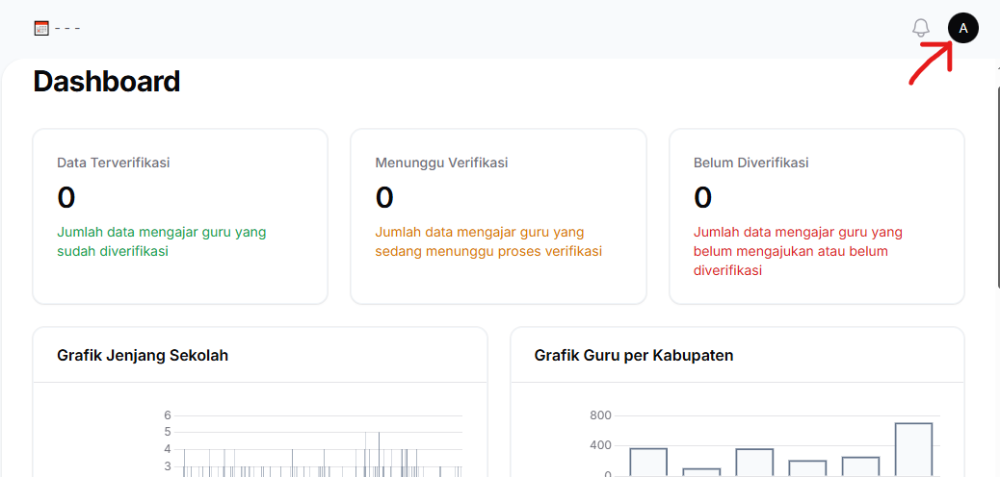 - - -
A
Dashboard
Data Terverifikasi
0
Jumlah data mengajar guru yang
sudah diverifikasi
Menunggu Verifikasi
0
Jumlah data mengajar guru yang
sedang menunggu proses verifikasi
Belum Diverifikasi
0
Jumlah data mengajar guru yang
belum mengajukan atau belum
diverifikasi
Grafik Jenjang Sekolah
6
5
4
3
Grafik Guru per Kabupaten
800
400
0